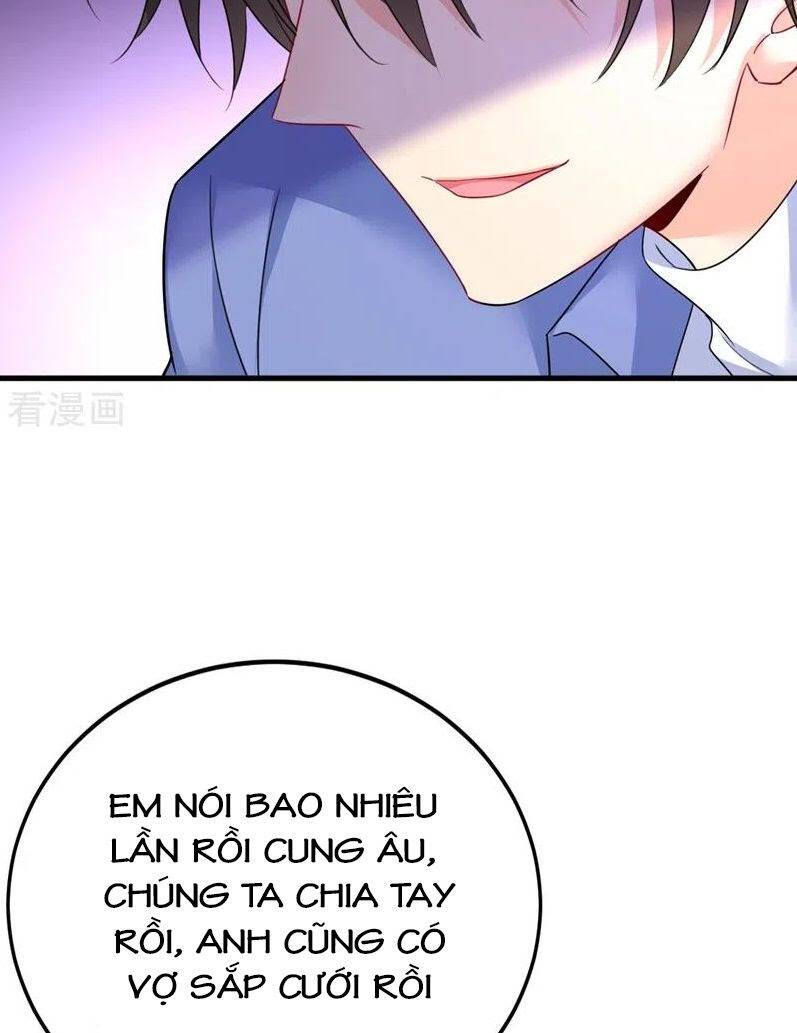 看漫画
EM NÓI BAO NHIÊU
LẦN RỒI CUNG ÂU,
CHÚNG TA CHIA TAY
RỒI, ANH CŨNG CÓ
VỢ SẮP CƯỚI RỒI